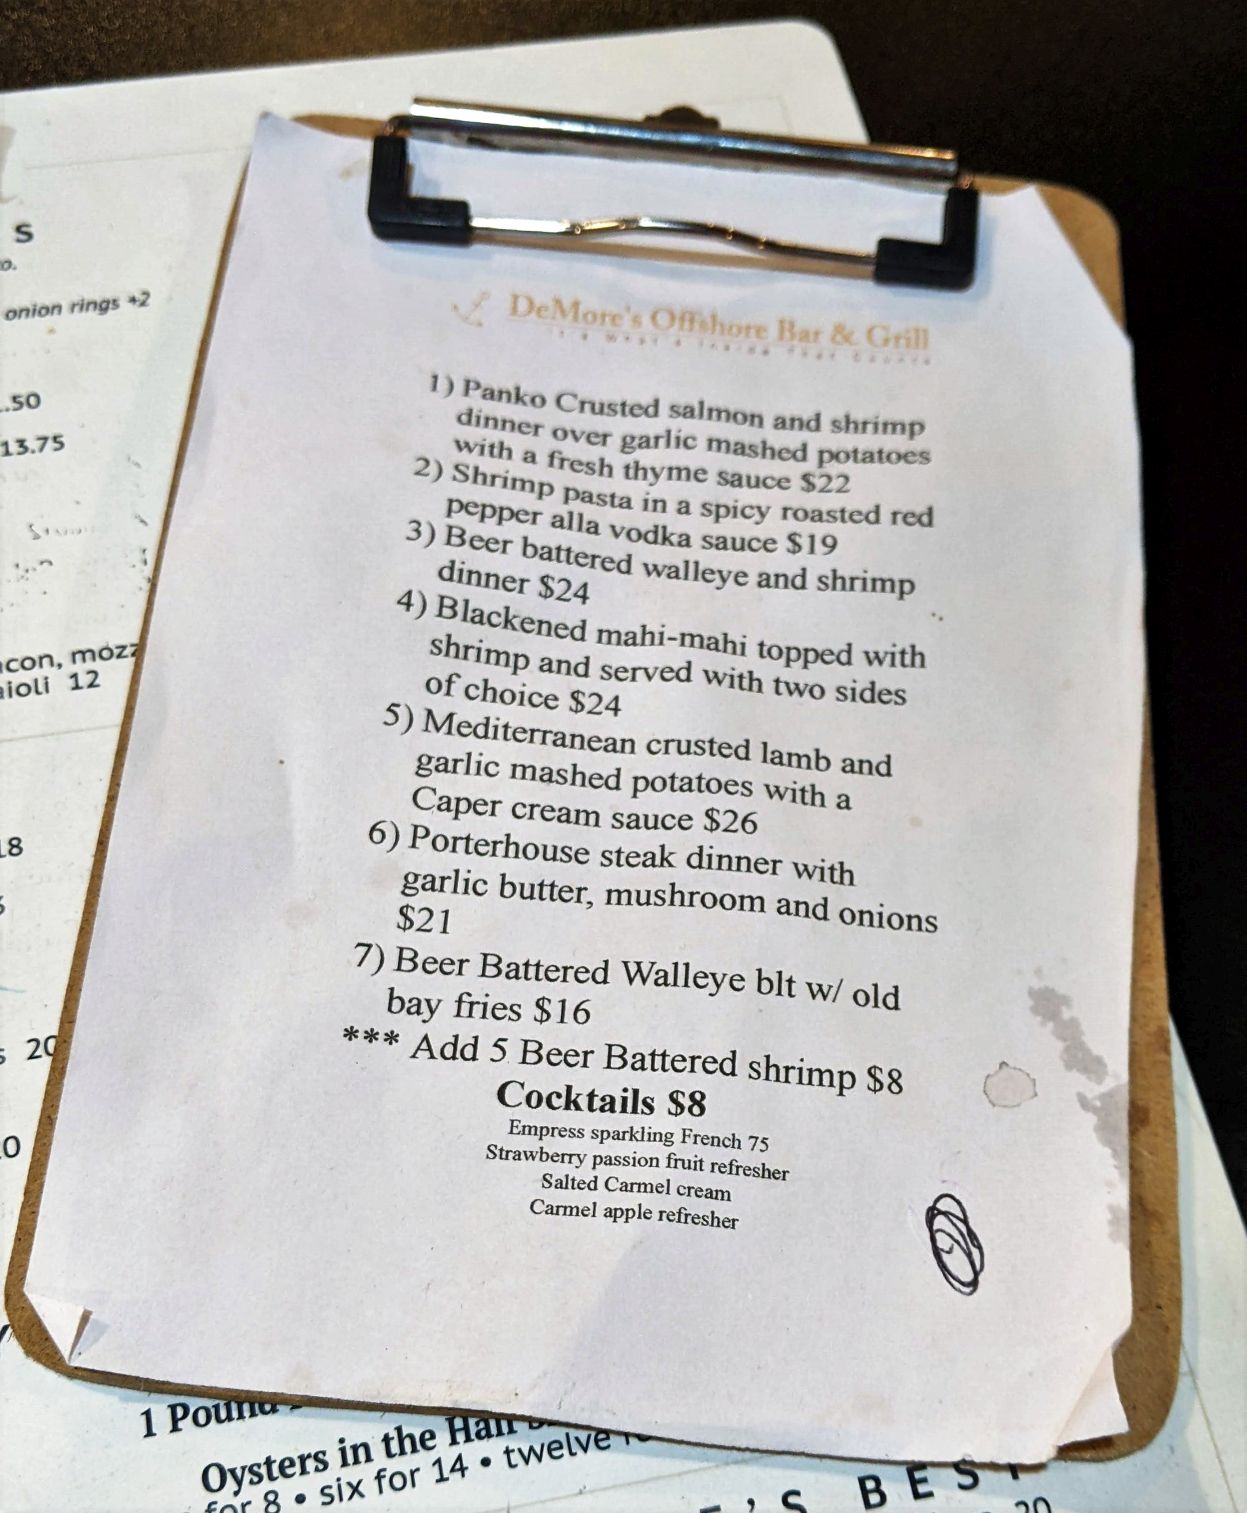 S
o.
onion rings +2
.50
13.75
con, mozz
aioli 12
18
20
0
DeMore's Offshore Bar & Grill
It's What's Inside That Counts
1) Panko Crusted salmon and shrimp
dinner over garlic mashed potatoes
with a fresh thyme sauce $22
2) Shrimp pasta in a spicy roasted red
pepper alla vodka sauce $19
3) Beer battered walleye and shrimp
dinner $24
4) Blackened mahi-mahi topped with
shrimp and served with two sides
of choice $24
5) Mediterranean crusted lamb and
garlic mashed potatoes with a
Caper cream sauce $26
6) Porterhouse steak dinner with
garlic butter, mushroom and onions
$21
7) Beer Battered Walleye blt w/ old
bay fries $16
*** Add 5 Beer Battered shrimp $8
Cocktails $8
Empress sparkling French 75
Strawberry passion fruit refresher
Salted Carmel cream
Carmel apple refresher
1 Pound
Oysters in the Half
for 8 • six for 14 • twelve
'S BEST
20